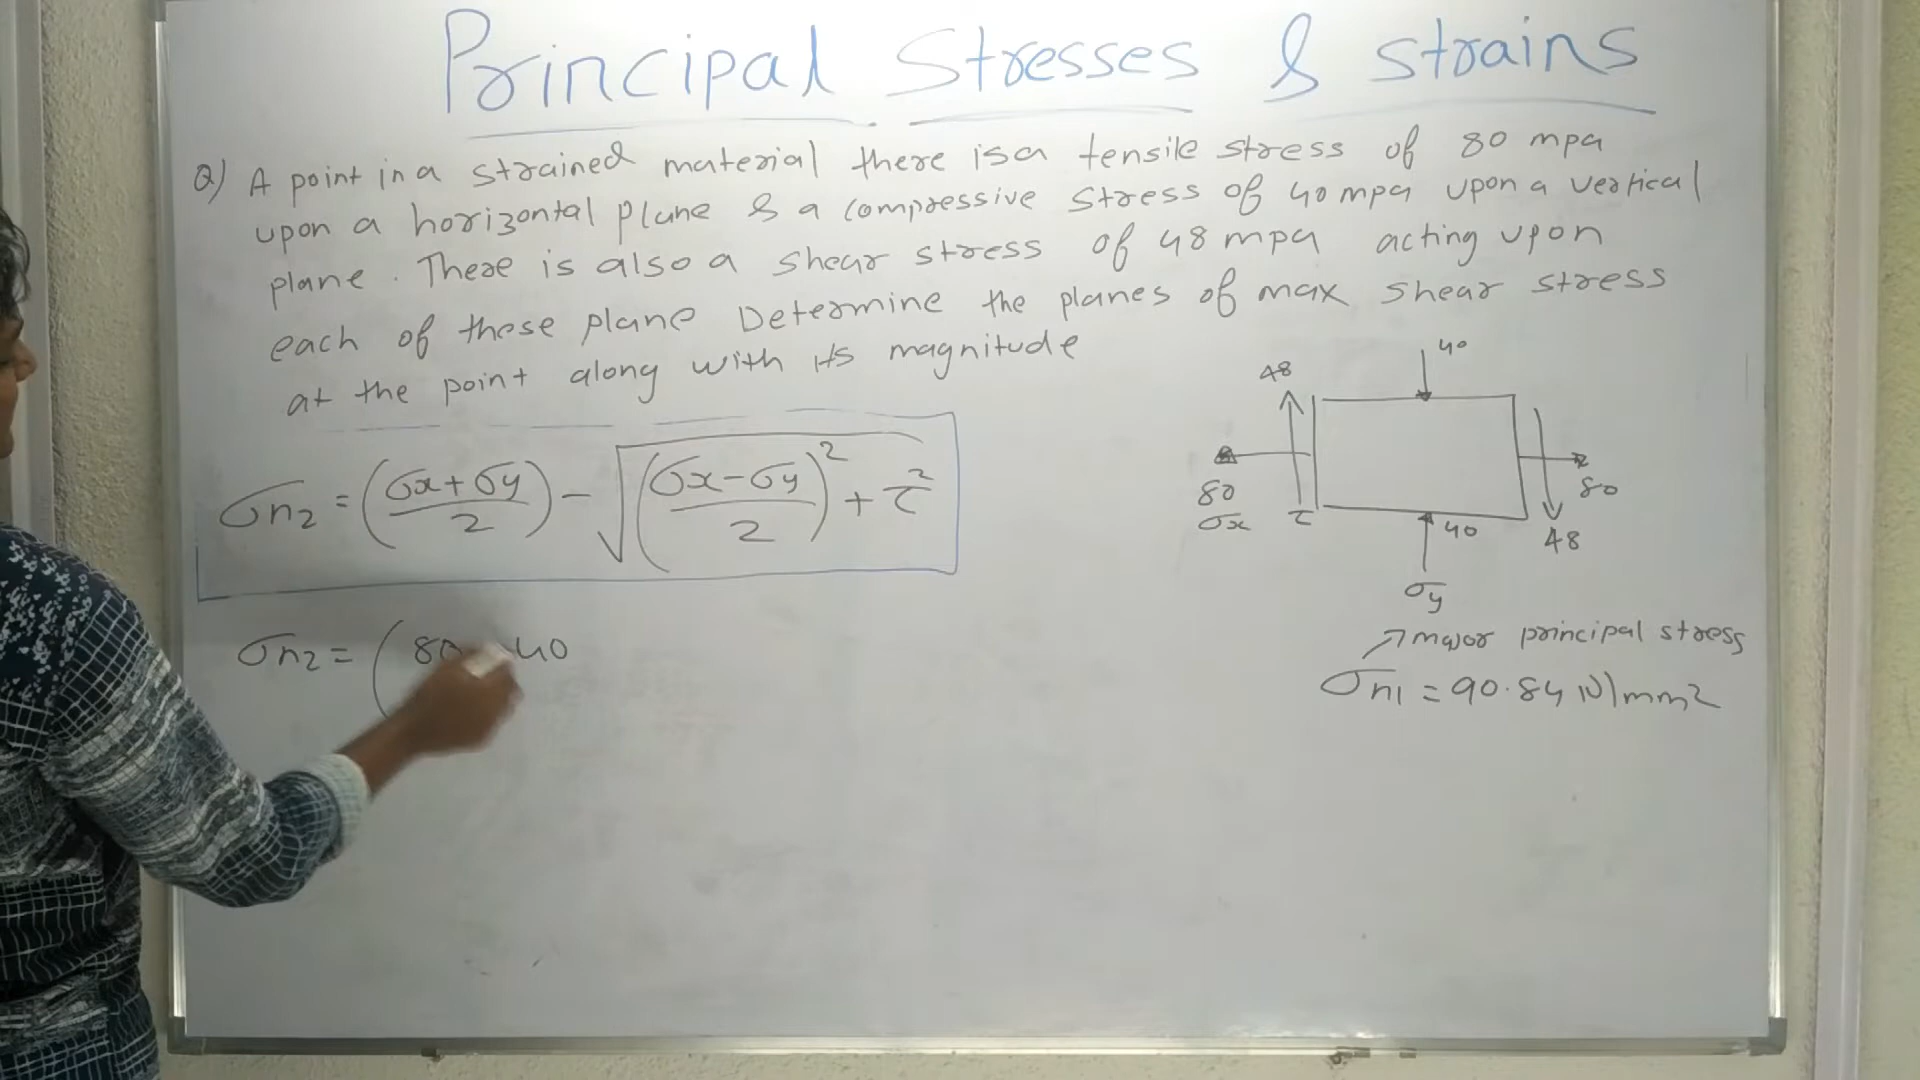 Principal Stresses & strains
Q) A point in a strained material there is a tensile stress of 80 mpa
upon a horizontal plane & a compressive stress of 40 mpa upon a vertical
plane. There is also a shear stress of 48 mpa acting upon
each of these plane Determine the planes of max shear stress
at the point along with its magnitude
σn2 = (σx+σy/2) - √(σx-σy/2)² + τ²
σn2 = ( 80 40
40
48
80
σx
τ
80
40
48
σy
major principal stress
σn1 = 90.84 N/mm2